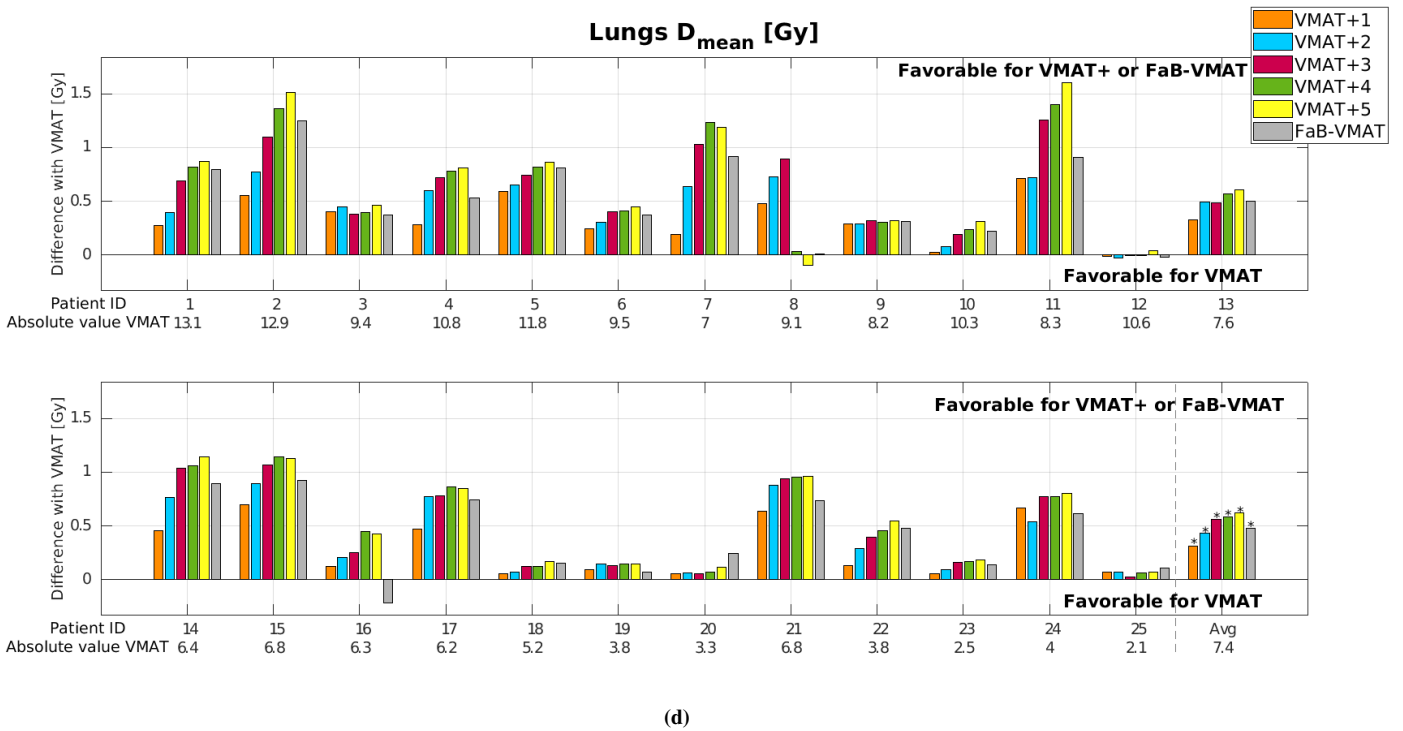 Lungs Dmean [Gy]
VMAT+1
VMAT+2
VMAT+3
VMAT+4
VMAT+5
FaB-VMAT
Favorable for VMAT+ or FaB-VMAT
Difference with VMAT [Gy]
1.5
1
0.5
0
Favorable for VMAT
Patient ID 1 2 3 4 5 6 7 8 9 10 11 12 13
Absolute value VMAT 13.1 12.9 9.4 10.8 11.8 9.5 7 9.1 8.2 10.3 8.3 10.6 7.6
Favorable for VMAT+ or FaB-VMAT
Difference with VMAT [Gy]
1.5
1
0.5
0
* * * * * *
Favorable for VMAT
Patient ID 14 15 16 17 18 19 20 21 22 23 24 25 Avg
Absolute value VMAT 6.4 6.8 6.3 6.2 5.2 3.8 3.3 6.8 3.8 2.5 4 2.1 7.4
(d)